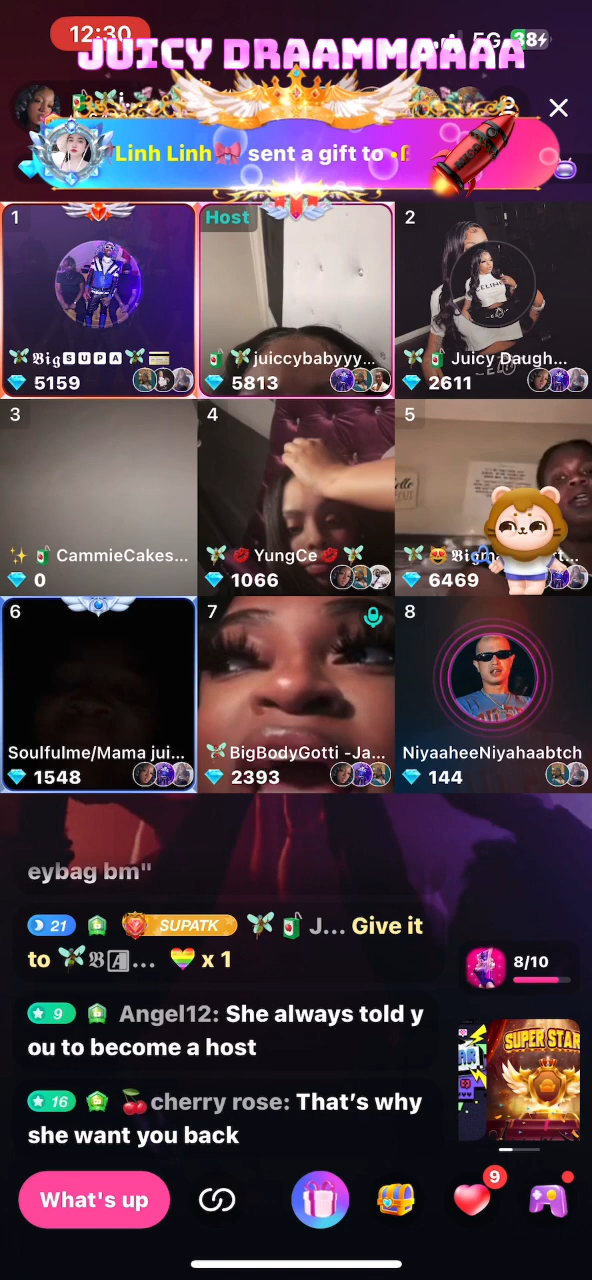 12:30
5G 38
JUICY DRAAMMAAAA
Linh Linh🎀 sent a gift to
1
Host
2
𝕭𝖎𝖌🆂🆄🅿🅰
juiccybabyyy...
🧃 Juicy Daugh...
5159
5813
2611
CELINE
3
4
5
✨ 🧃 CammieCakes...
💋 YungCe 💋
😍
0
1066
6469
6
7
8
Soulfulme/Mama jui...
BigBodyGotti -Ja...
NiyaaheeNiyahaabtch
1548
2393
144
eybag bm"
21 SUPATK 🧃 J... Give it
to 𝕭🄰... x 1
8/10
9 Angel12: She always told y
ou to become a host
SUPER STAR
16 🍒cherry rose: That's why
she want you back
What's up
9